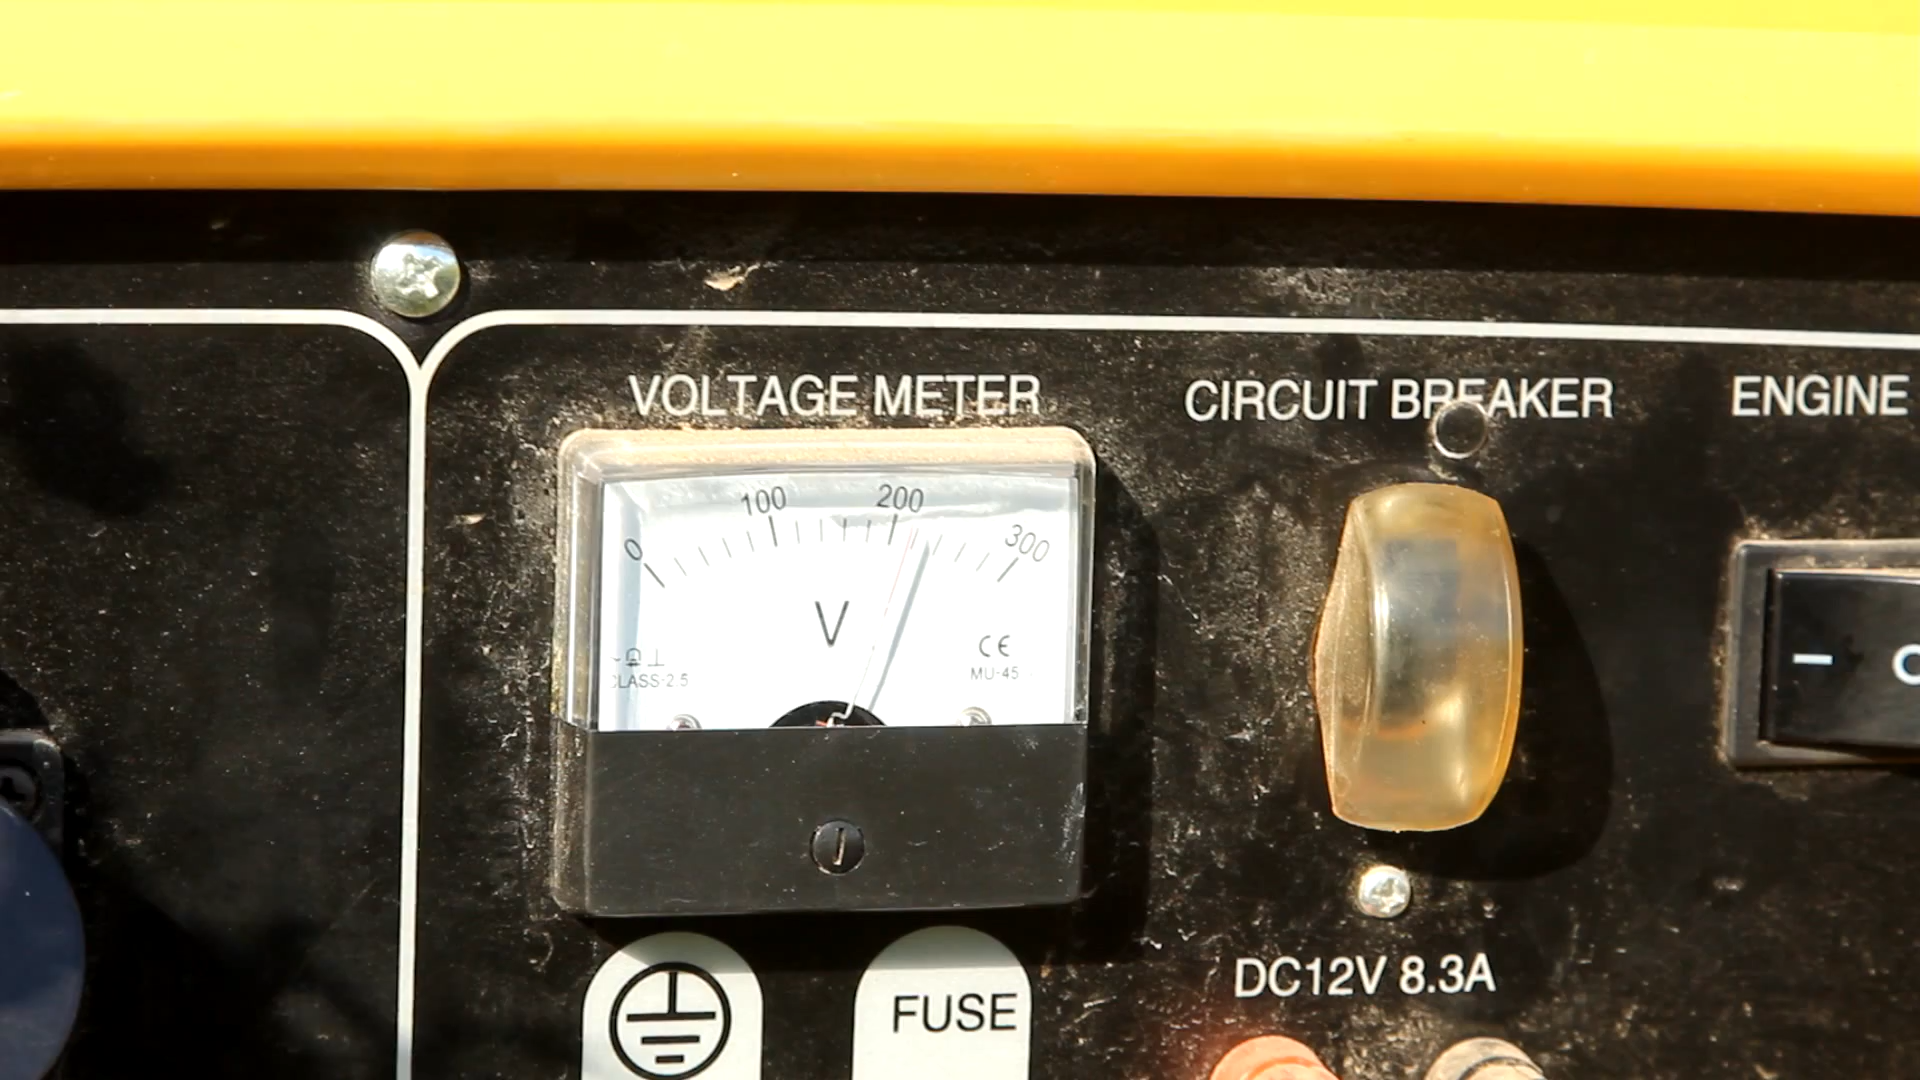 VOLTAGE METER
CIRCUIT BREAKER
ENGINE
0 100 200 300
V
CE
CLASS-2.5
MU-45
FUSE
DC12V 8.3A